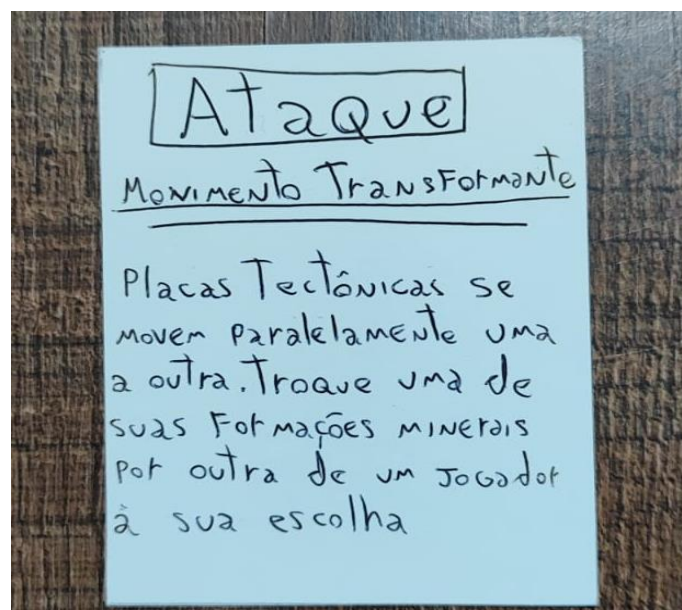 Ataque
Movimento Transformante
Placas Tectônicas se
movem paralelamente uma
a outra. Troque uma de
suas formações minerais
por outra de um jogador
à sua escolha